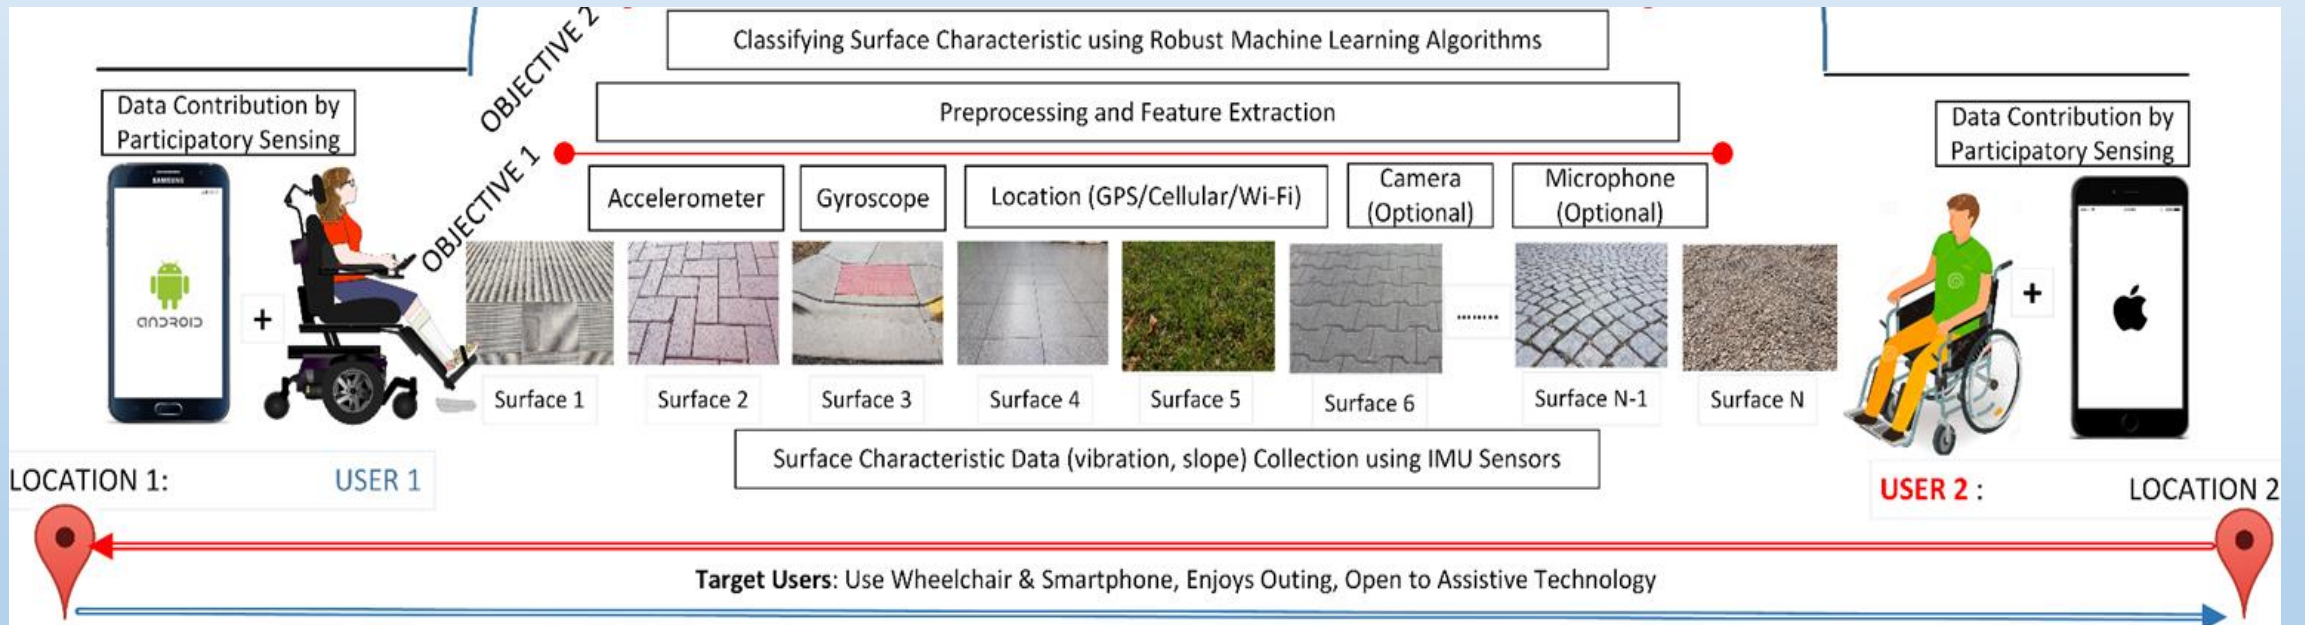 OBJECTIVE 2
Classifying Surface Characteristic using Robust Machine Learning Algorithms
Preprocessing and Feature Extraction
Data Contribution by
Participatory Sensing
Data Contribution by
Participatory Sensing
OBJECTIVE 1
Accelerometer
Gyroscope
Location (GPS/Cellular/Wi-Fi)
Camera
(Optional)
Microphone
(Optional)
SAMSUNG
ANDROID
+
+
........
Surface 1
Surface 2
Surface 3
Surface 4
Surface 5
Surface 6
Surface N-1
Surface N
Surface Characteristic Data (vibration, slope) Collection using IMU Sensors
LOCATION 1:
USER 1
USER 2 :
LOCATION 2
Target Users: Use Wheelchair & Smartphone, Enjoys Outing, Open to Assistive Technology